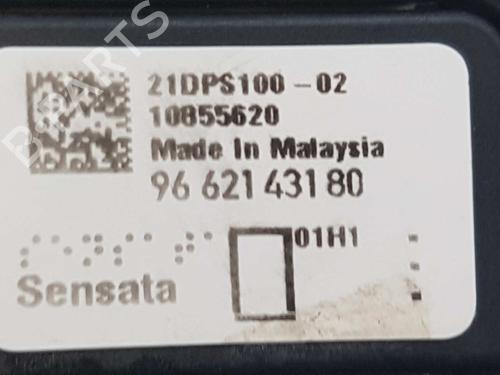 21DPS100-02
10855620
Made In Malaysia
96 621 431 80
01H1
Sensata